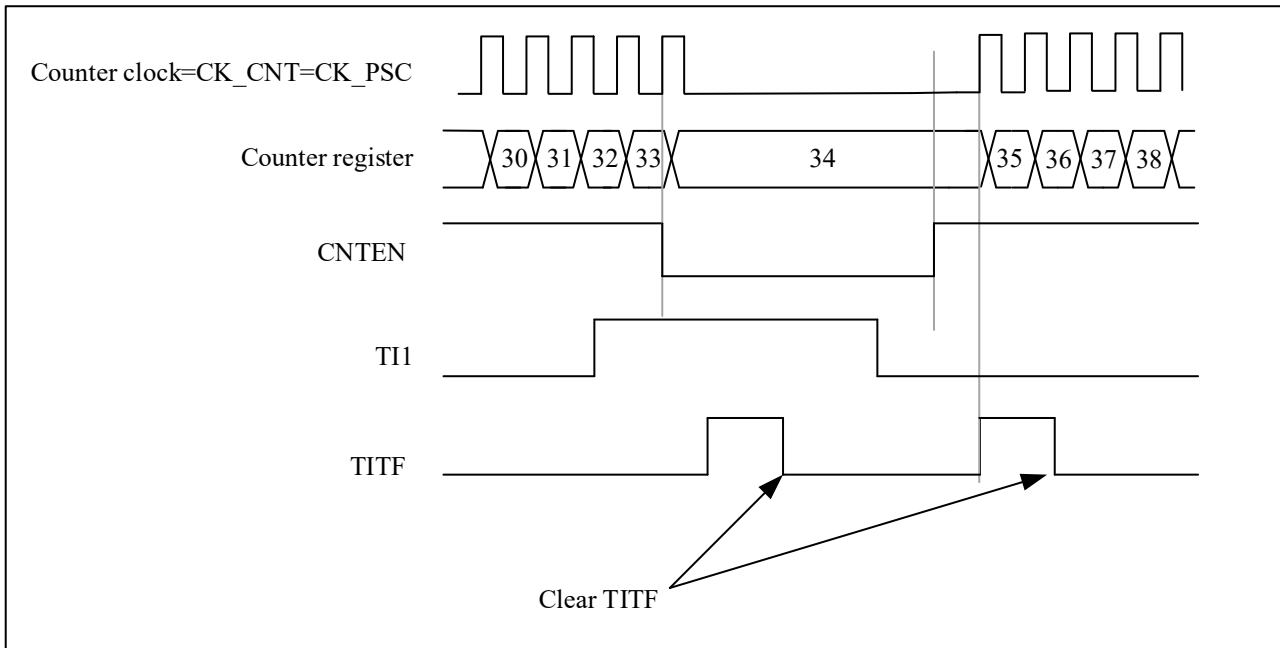 Counter clock=CK_CNT=CK_PSC
Counter register
30 31 32 33 34 35 36 37 38
CNTEN
TI1
TITF
Clear TITF